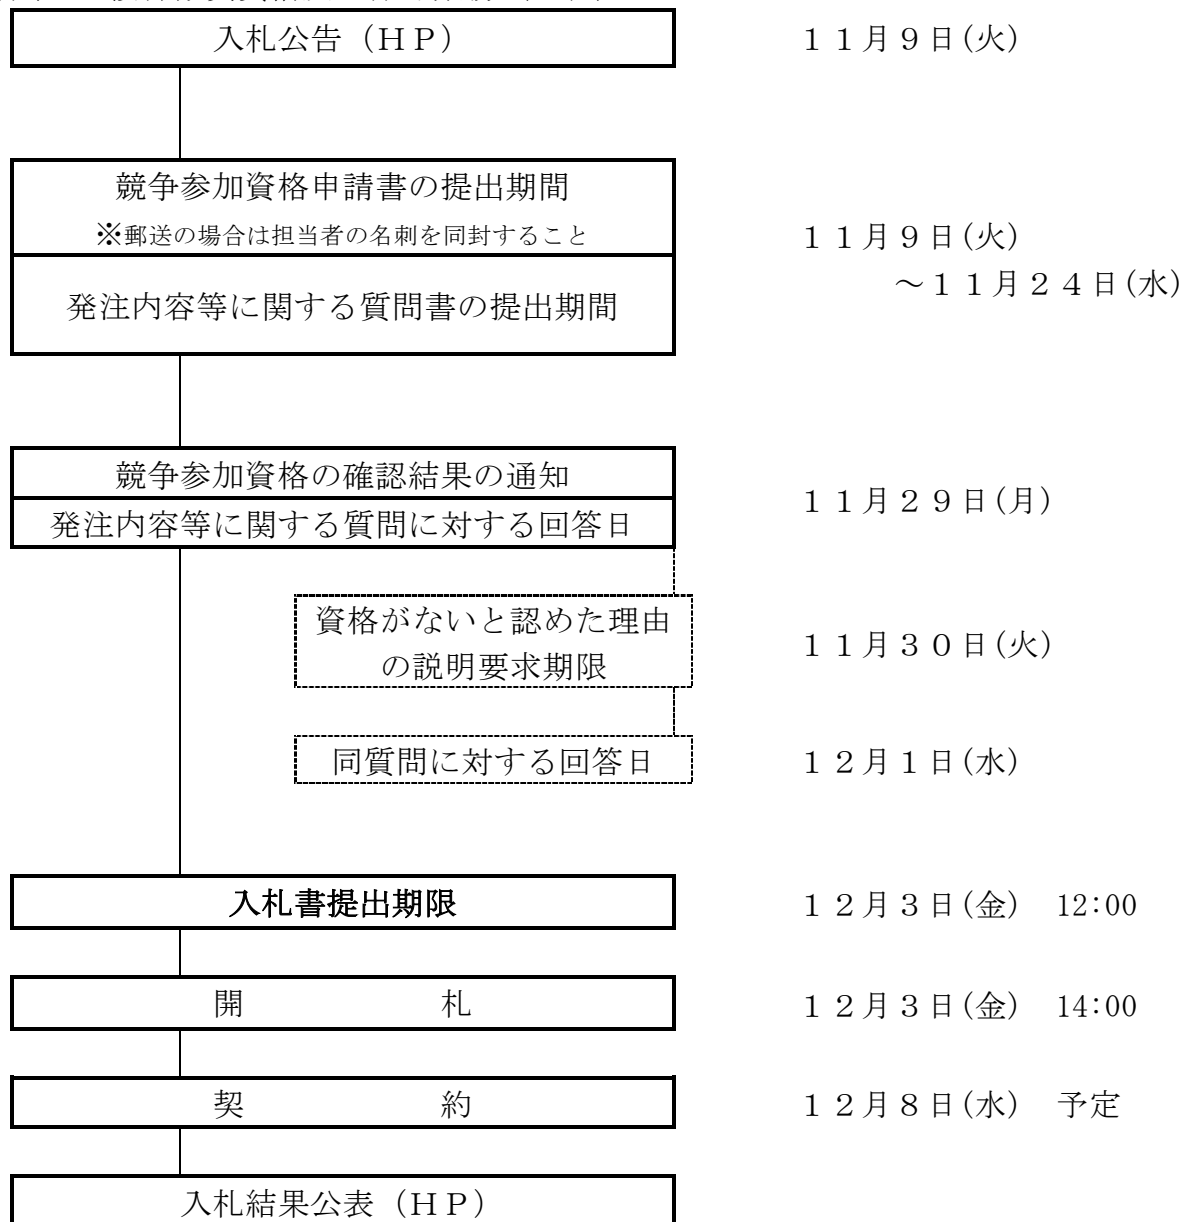 入札公告（ＨＰ）　１１月９日(火)
競争参加資格申請書の提出期間
※郵送の場合は担当者の名刺を同封すること　１１月９日(火)
～１１月２４日(水)
発注内容等に関する質問書の提出期間
競争参加資格の確認結果の通知
１１月２９日(月)
発注内容等に関する質問に対する回答日
資格がないと認めた理由
の説明要求期限
１１月３０日(火)
同質問に対する回答日　１２月１日(水)
入札書提出期限　１２月３日(金)　12:00
開　　　　　　　札　１２月３日(金)　14:00
契　　　　　　　約　１２月８日(水)　予定
入札結果公表（ＨＰ）